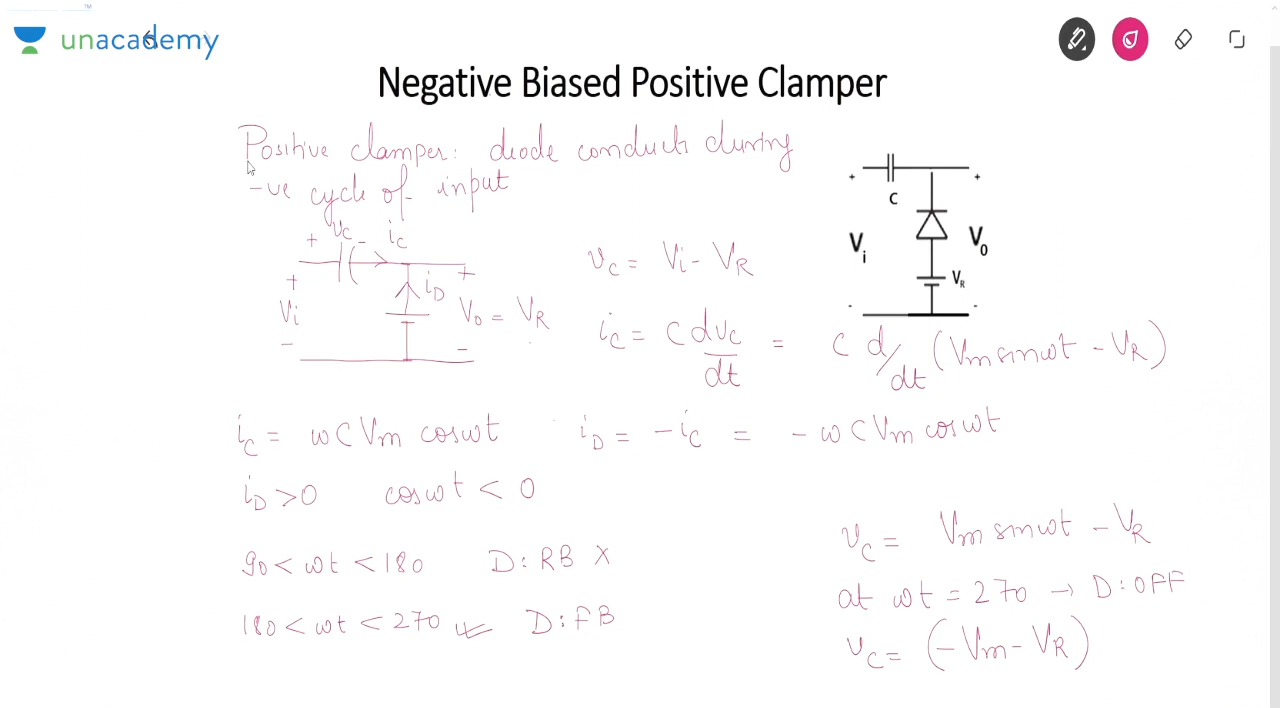 TM
unacademy
Negative Biased Positive Clamper
Positive clamper: diode conducts during
-ve cycle of input
+ Vc - ic
+ iD +
Vi V0 = VR
- -
vc = Vi - VR
+ C +
Vi V0
VR
- -
ic = C dvc/dt = C d/dt (Vm sinωt - VR)
ic = ωC Vm cosωt iD = -ic = - ωC Vm cosωt
iD > 0 cosωt < 0
90 < ωt < 180 D: RB X
180 < ωt < 270 ✓ D: FB
vc = Vm sinωt - VR
at ωt = 270 → D: OFF
vc = (-Vm - VR)